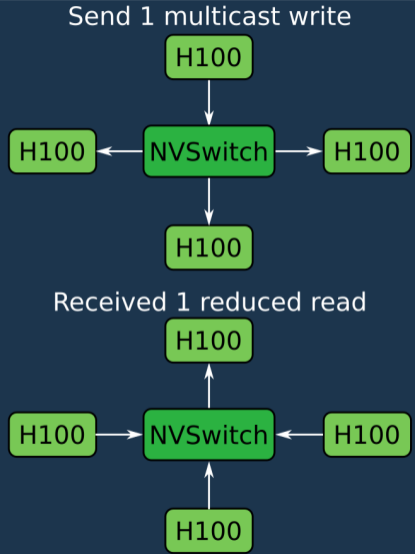 Send 1 multicast write
H100
H100 NVSwitch H100
H100
Received 1 reduced read
H100
H100 NVSwitch H100
H100